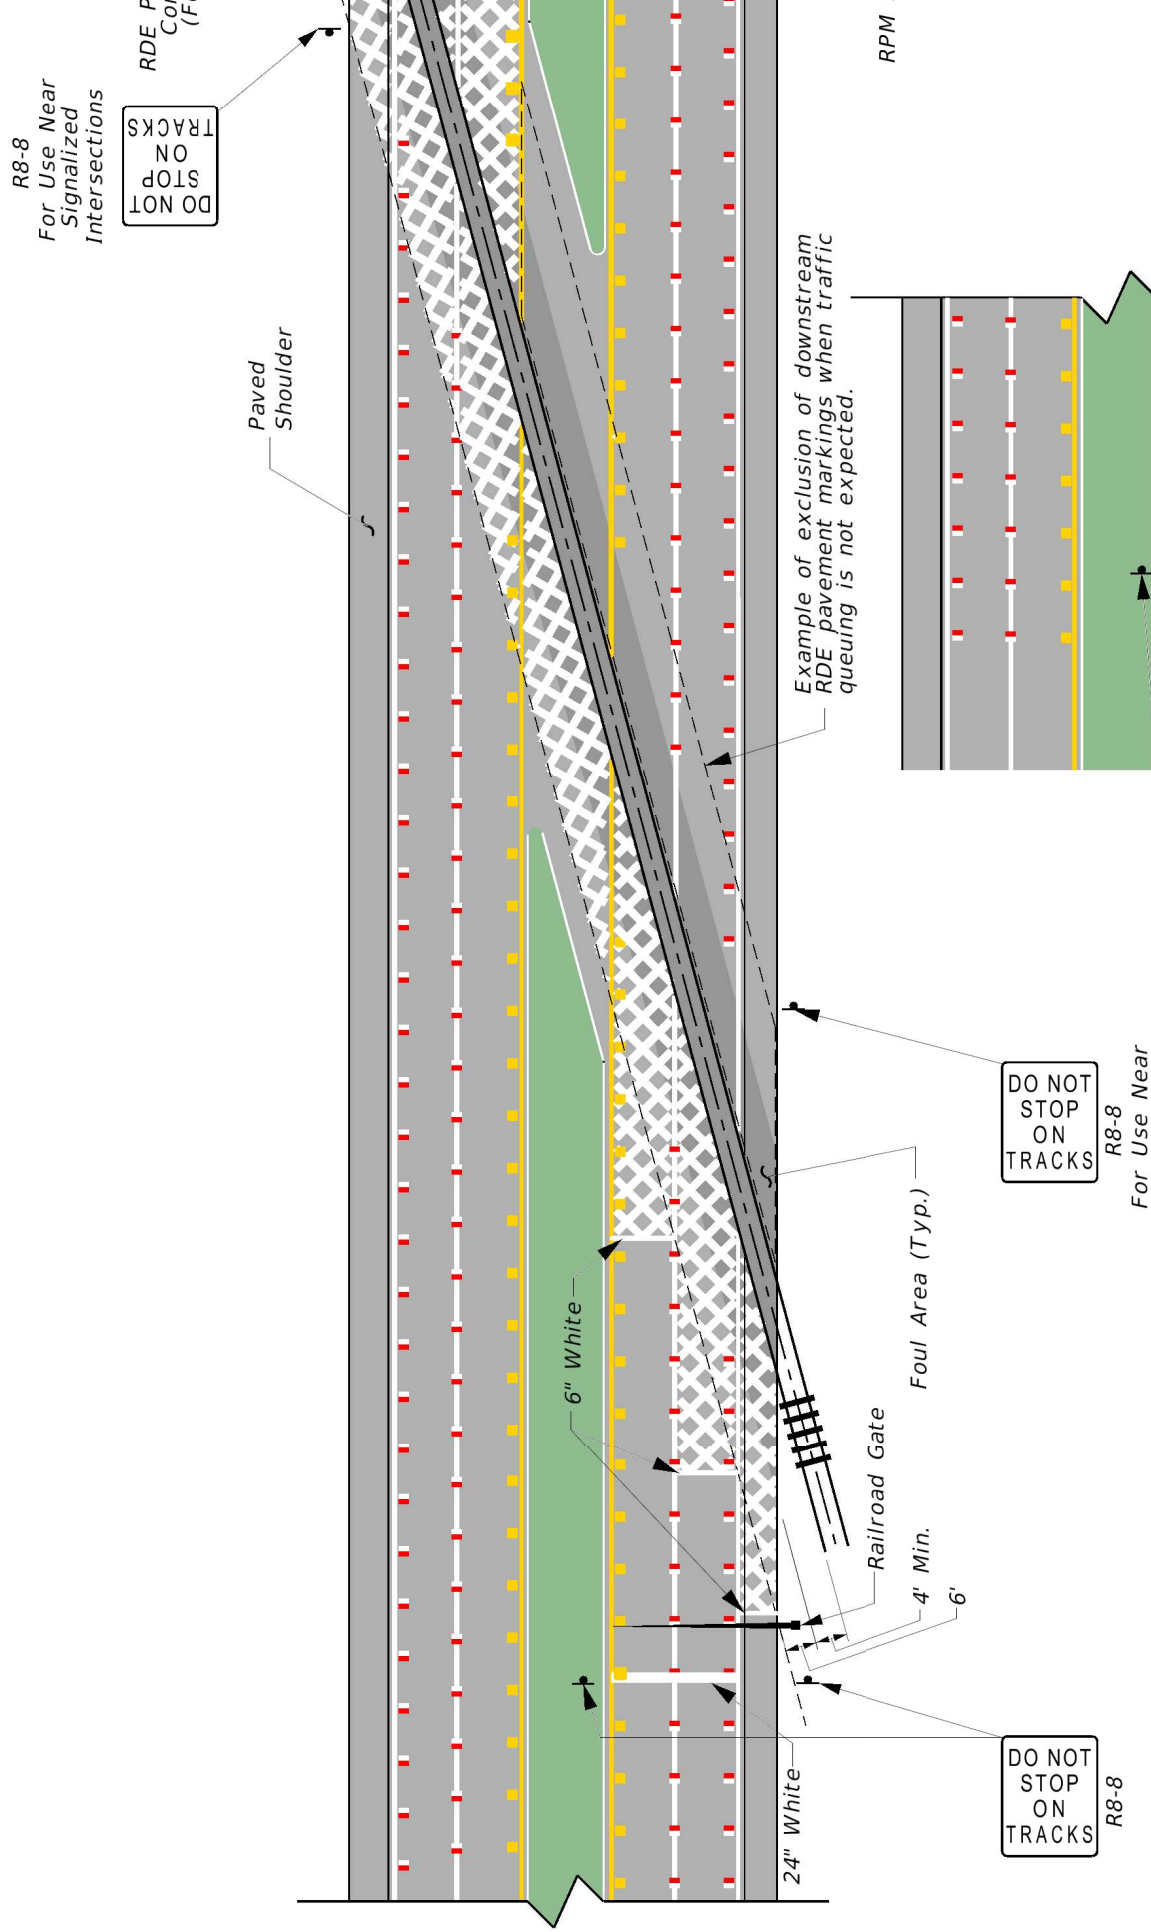 R8-8
For Use Near
Signalized
Intersections
DO NOT
STOP
ON
TRACKS
RDE P
Co
(F
RPM
Paved
Shoulder
Example of exclusion of downstream
RDE pavement markings when traffic
queuing is not expected.
6" White
DO NOT
STOP
ON
TRACKS
R8-8
For Use Near
Foul Area (Typ.)
Railroad Gate
4' Min.
6'
24" White
DO NOT
STOP
ON
TRACKS
R8-8